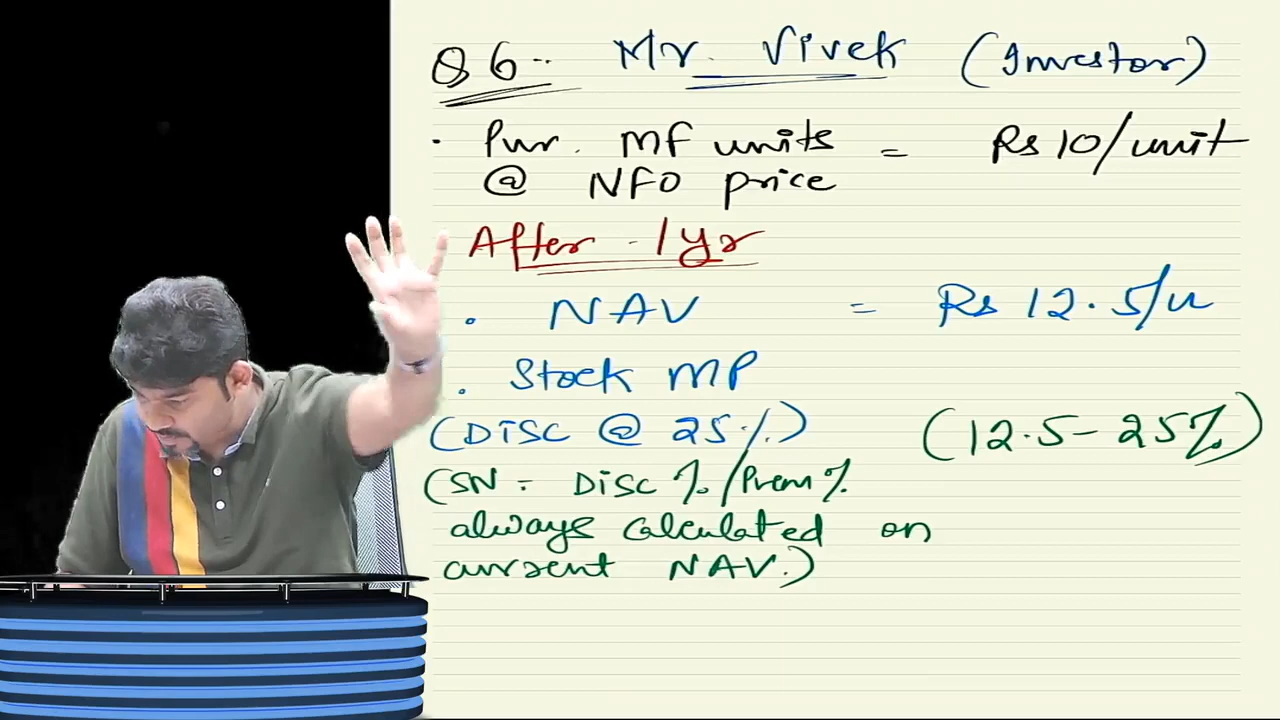 Q6.. Mr. Vivek (Investor)
• Pur. MF units = Rs 10/unit
@ NFO price
After 1yr
• NAV = Rs 12.5/u
• Stock MP
(DISC @ 25%) (12.5-25%)
(SN = DISC %/Prem%
always calculated on
current NAV.)